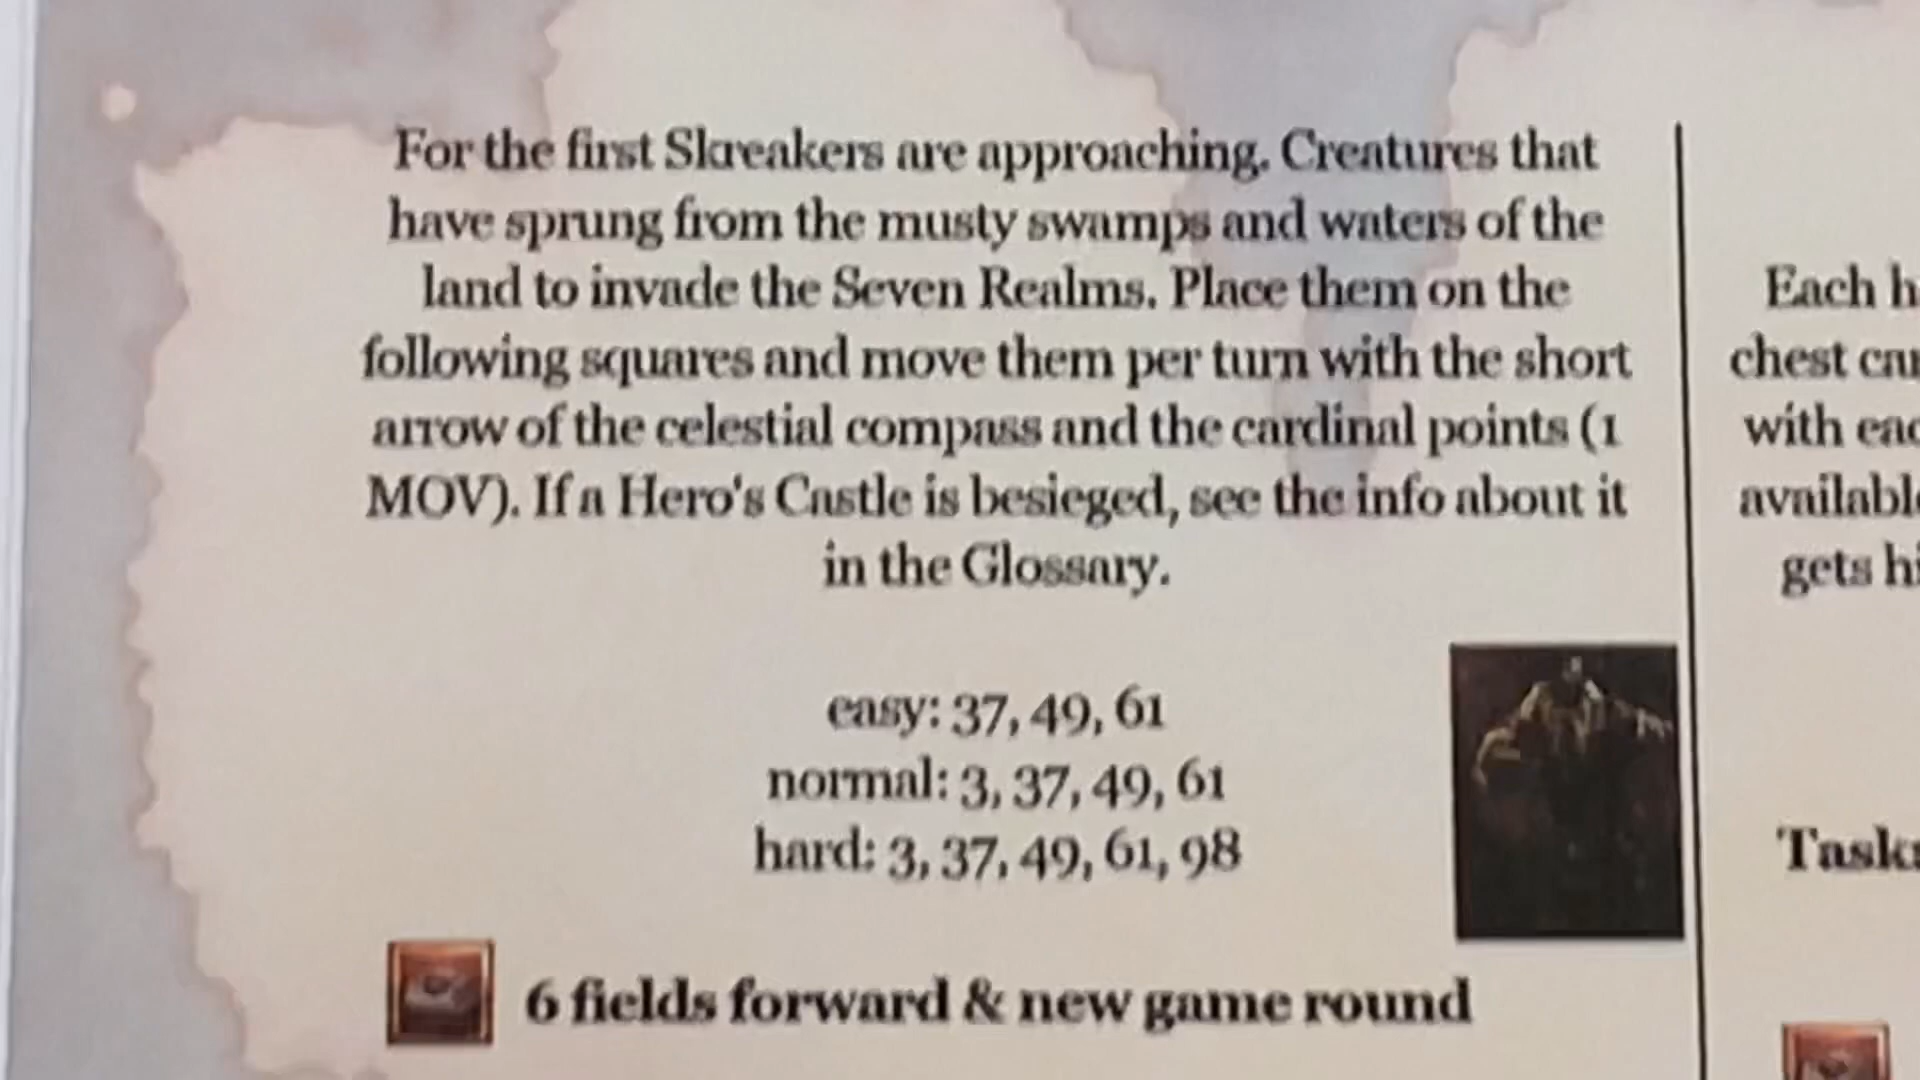 For the first Skreakers are approaching. Creatures that
have sprung from the musty swamps and waters of the
land to invade the Seven Realms. Place them on the
following squares and move them per turn with the short
arrow of the celestial compass and the cardinal points (1
MOV). If a Hero's Castle is besieged, see the info about it
in the Glossary.
easy: 37, 49, 61
normal: 3, 37, 49, 61
hard: 3, 37, 49, 61, 98
6 fields forward & new game round
Each
chest
with
gets